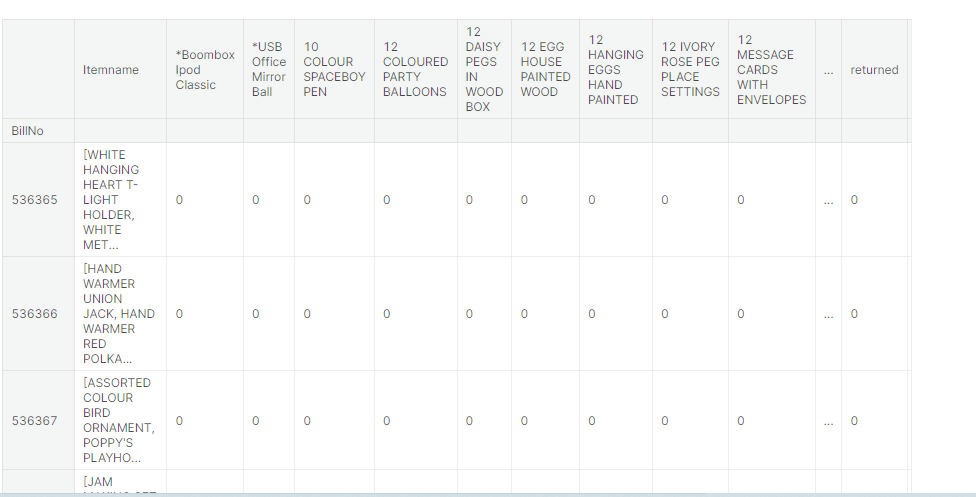 Itemname *Boombox Ipod Classic *USB Office Mirror Ball 10 COLOUR SPACEBOY PEN 12 COLOURED PARTY BALLOONS 12 DAISY PEGS IN WOOD BOX 12 EGG HOUSE PAINTED WOOD 12 HANGING EGGS HAND PAINTED 12 IVORY ROSE PEG PLACE SETTINGS 12 MESSAGE CARDS WITH ENVELOPES ... returned
BillNo
536365 [WHITE HANGING HEART T-LIGHT HOLDER, WHITE MET... 0 0 0 0 0 0 0 0 0 ... 0
536366 [HAND WARMER UNION JACK, HAND WARMER RED POLKA... 0 0 0 0 0 0 0 0 0 ... 0
536367 [ASSORTED COLOUR BIRD ORNAMENT, POPPY'S PLAYHO... 0 0 0 0 0 0 0 0 0 ... 0
[JAM